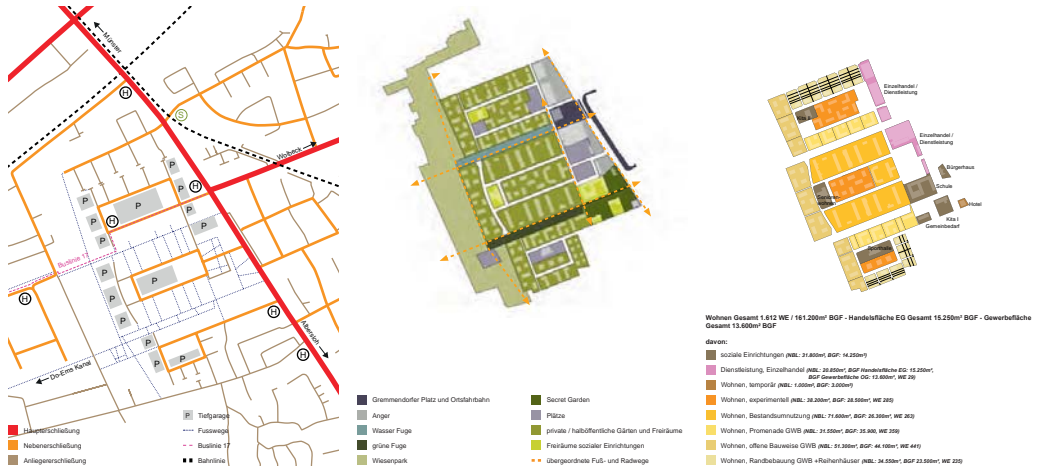 Münster
H
S
Wolbeck
P
P
P
P
H
P
P
P
H
P
Buslinie 17
P
P
H
P
P
P
H
P
P
Albersloh
H
Do-Ems Kanal
P
P
P
P Tiefgarage
Haupterschließung
Fusswege
Nebenerschließung
Buslinie 17
Anliegererschließung
Bahnlinie
Gremmendorfer Platz und Ortsfahrbahn
Anger
Wasser Fuge
grüne Fuge
Wiesenpark
Secret Garden
Plätze
private / halböffentliche Gärten und Freiräume
Freiräume sozialer Einrichtungen
übergeordnete Fuß- und Radwege
Einzelhandel /
Dienstleistung
Kita II
Einzelhandel /
Dienstleistung
Bürgerhaus
Schule
Hotel
Kita I
Gemeinbedarf
Sporthalle
Wohnen Gesamt 1.612 WE / 161.200m² BGF - Handelsfläche EG Gesamt 15.250m² BGF - Gewerbefläche
Gesamt 13.600m² BGF
davon:
soziale Einrichtungen (NBL: 31.800m², BGF: 14.250m²)
Dienstleistung, Einzelhandel (NBL: 20.850m², BGF Handelsfläche EG: 15.250m²,
BGF Gewerbefläche OG: 13.600m², WE 29)
Wohnen, temporär (NBL: 1.000m², BGF: 3.000m²)
Wohnen, experimentell (NBL: 38.200m², BGF: 28.500m², WE 285)
Wohnen, Bestandsumnutzung (NBL: 71.600m², BGF: 26.300m², WE 263)
Wohnen, Promenade GWB (NBL: 31.550m², BGF: 35.900, WE 359)
Wohnen, offene Bauweise GWB (NBL: 51.300m², BGF: 44.100m², WE 441)
Wohnen, Randbebauung GWB +Reihenhäuser (NBL: 34.550m² BGF 23.500m², WE 235)